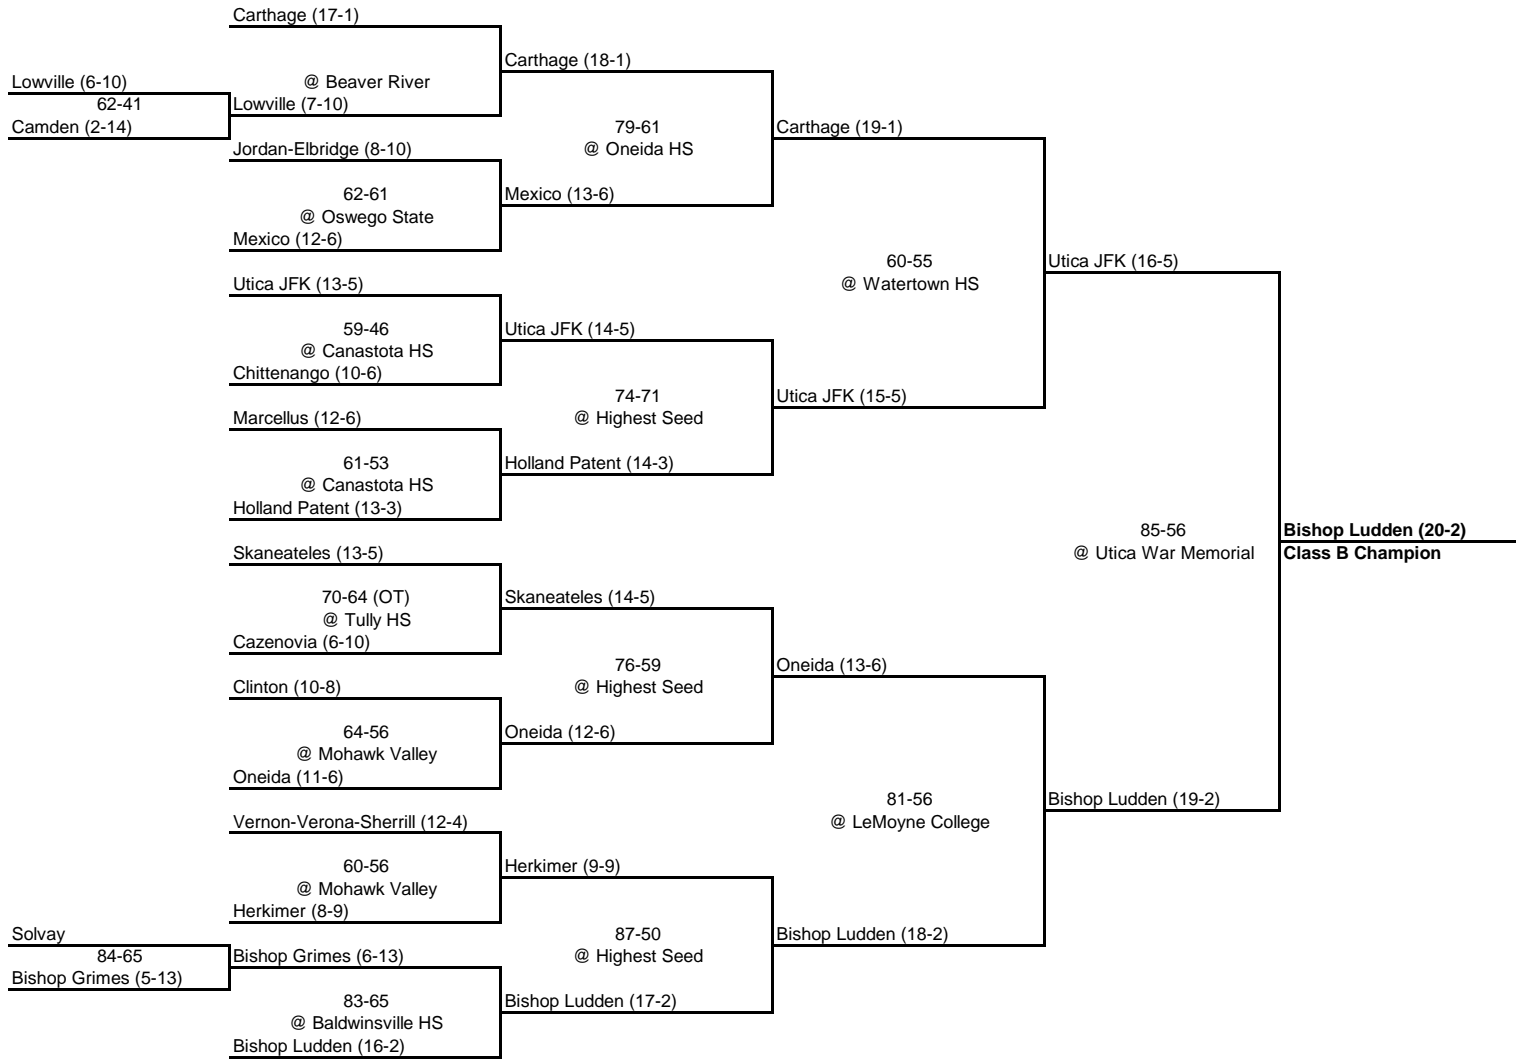 Carthage (17-1)
Carthage (18-1)
Lowville (6-10)
@ Beaver River
62-41
Lowville (7-10)
Camden (2-14)
79-61
Carthage (19-1)
Jordan-Elbridge (8-10)
@ Oneida HS
62-61
Mexico (13-6)
@ Oswego State
Mexico (12-6)
60-55
Utica JFK (16-5)
Utica JFK (13-5)
@ Watertown HS
59-46
Utica JFK (14-5)
@ Canastota HS
Chittenango (10-6)
74-71
Utica JFK (15-5)
Marcellus (12-6)
@ Highest Seed
61-53
Holland Patent (14-3)
@ Canastota HS
Holland Patent (13-3)
85-56
Bishop Ludden (20-2)
Skaneateles (13-5)
@ Utica War Memorial
Class B Champion
70-64 (OT)
Skaneateles (14-5)
@ Tully HS
Cazenovia (6-10)
76-59
Oneida (13-6)
Clinton (10-8)
@ Highest Seed
64-56
Oneida (12-6)
@ Mohawk Valley
Oneida (11-6)
81-56
Bishop Ludden (19-2)
Vernon-Verona-Sherrill (12-4)
@ LeMoyne College
60-56
Herkimer (9-9)
@ Mohawk Valley
Herkimer (8-9)
Solvay
87-50
Bishop Ludden (18-2)
84-65
Bishop Grimes (6-13)
@ Highest Seed
Bishop Grimes (5-13)
83-65
Bishop Ludden (17-2)
@ Baldwinsville HS
Bishop Ludden (16-2)